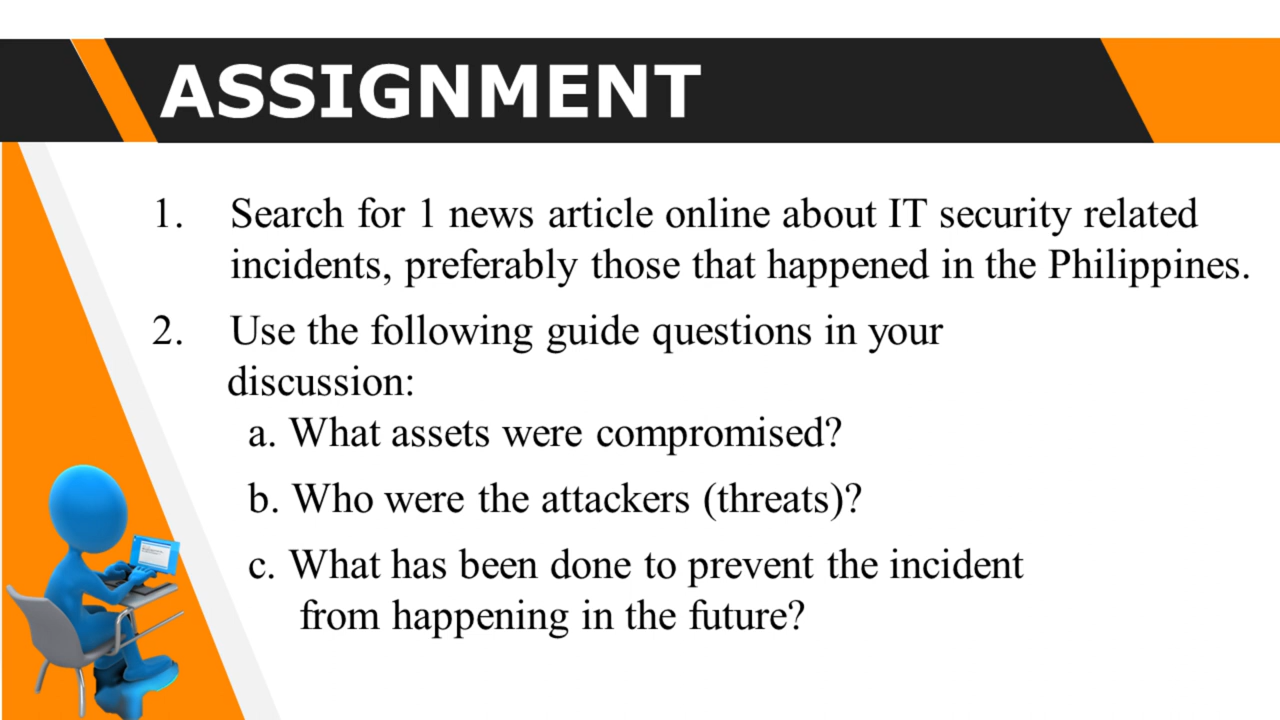 ASSIGNMENT
1. Search for 1 news article online about IT security related
incidents, preferably those that happened in the Philippines.
2. Use the following guide questions in your
discussion:
a. What assets were compromised?
b. Who were the attackers (threats)?
c. What has been done to prevent the incident
from happening in the future?